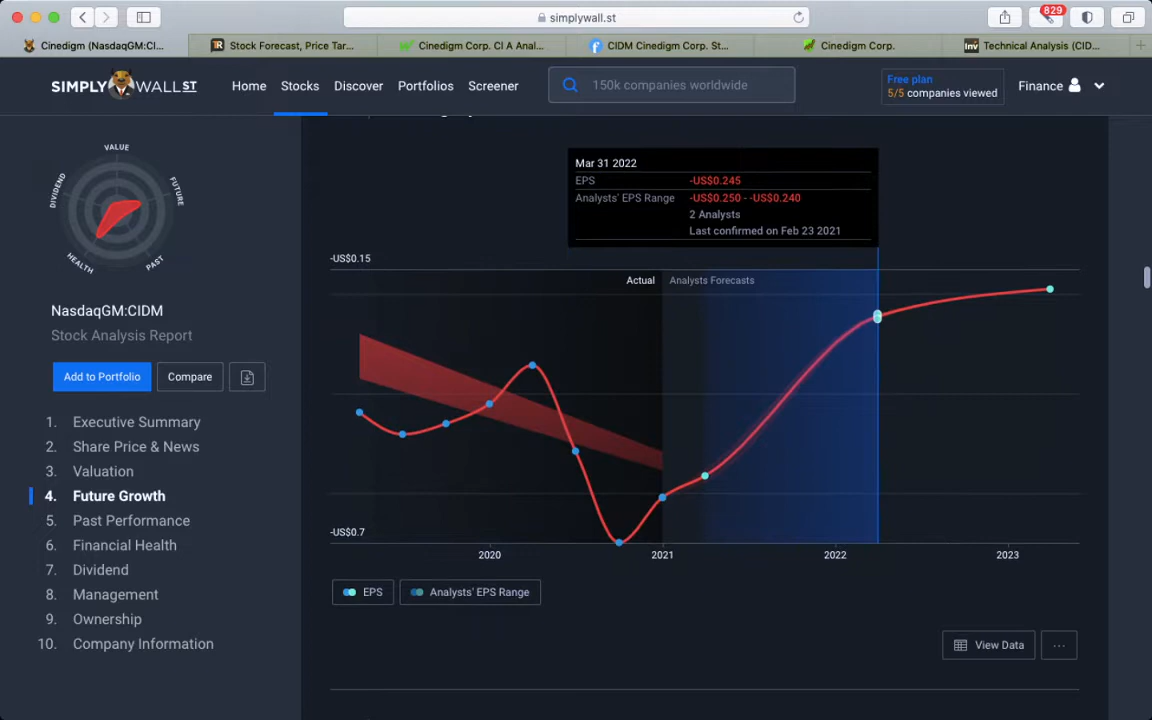 simplywall.st
829
Cinedigm (NasdaqGM:CI...
Stock Forecast, Price Tar...
Cinedigm Corp. Cl A Anal...
CIDM Cinedigm Corp. St...
Cinedigm Corp.
Technical Analysis (CID...
SIMPLY WALL ST
Home
Stocks
Discover
Portfolios
Screener
150k companies worldwide
Free plan
5/5 companies viewed
Finance
VALUE
FUTURE
PAST
HEALTH
DIVIDEND
NasdaqGM:CIDM
Stock Analysis Report
Add to Portfolio
Compare
1. Executive Summary
2. Share Price & News
3. Valuation
4. Future Growth
5. Past Performance
6. Financial Health
7. Dividend
8. Management
9. Ownership
10. Company Information
Mar 31 2022
EPS -US$0.245
Analysts' EPS Range -US$0.250 - -US$0.240
2 Analysts
Last confirmed on Feb 23 2021
-US$0.15
Actual
Analysts Forecasts
-US$0.7
2020
2021
2022
2023
EPS
Analysts' EPS Range
View Data
...